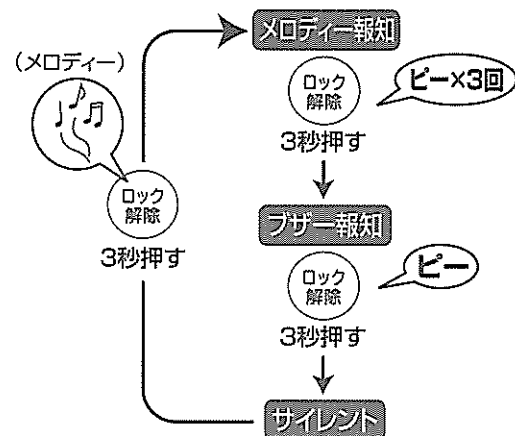 メロディー報知
(メロディー)
ロック
解除
ピー×3回
3秒押す
ロック
解除
3秒押す
ブザー報知
ロック
解除
ピー
3秒押す
サイレント